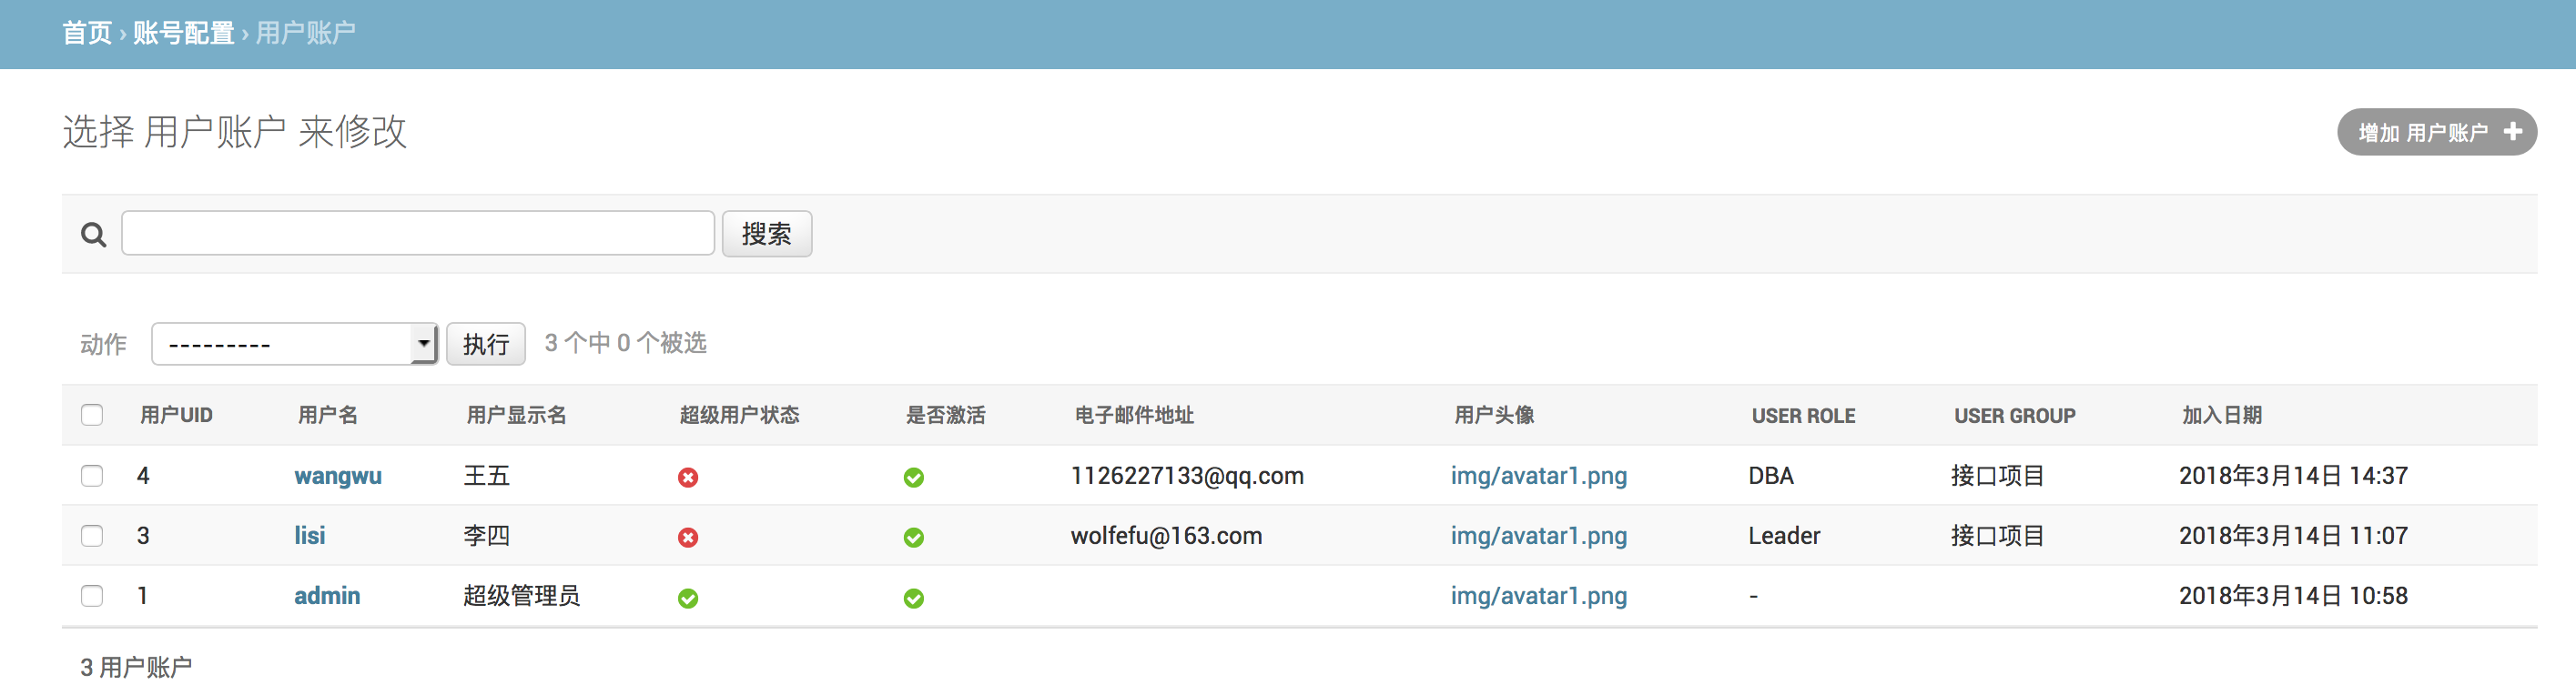 首页 › 账号配置 › 用户账户
选择 用户账户 来修改
增加 用户账户 +
搜索
动作 --------- 执行 3 个中 0 个被选
用户UID 用户名 用户显示名 超级用户状态 是否激活 电子邮件地址 用户头像 USER ROLE USER GROUP 加入日期
4 wangwu 王五 1126227133@qq.com img/avatar1.png DBA 接口项目 2018年3月14日 14:37
3 lisi 李四 wolfefu@163.com img/avatar1.png Leader 接口项目 2018年3月14日 11:07
1 admin 超级管理员 img/avatar1.png - 2018年3月14日 10:58
3 用户账户